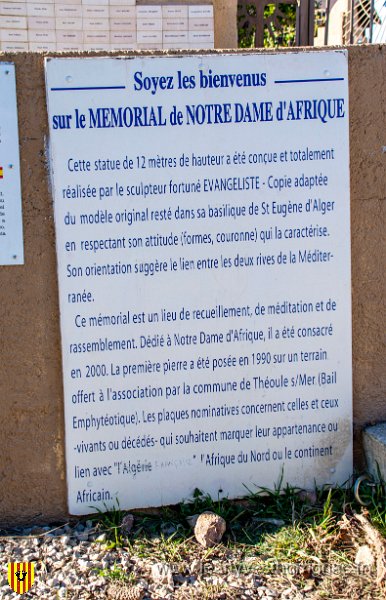 Soyez les bienvenus
sur le MEMORIAL de NOTRE DAME d'AFRIQUE
Cette statue de 12 mètres de hauteur a été conçue et totalement
réalisée par le sculpteur fortuné EVANGELISTE - Copie adaptée
du modèle original resté dans sa basilique de St Eugène d'Alger
en respectant son attitude (formes, couronne) qui la caractérise.
Son orientation suggère le lien entre les deux rives de la Méditer-
ranée.
Ce mémorial est un lieu de recueillement, de méditation et de
rassemblement. Dédié à Notre Dame d'Afrique, il a été consacré
en 2000. La première pierre a été posée en 1990 sur un terrain
offert à l'association par la commune de Théoule s/Mer (Bail
Emphytéotique). Les plaques nominatives concernent celles et ceux
-vivants ou décédés- qui souhaitent marquer leur appartenance ou
lien avec "l'Algérie " l'Afrique du Nord ou le continent
Africain.